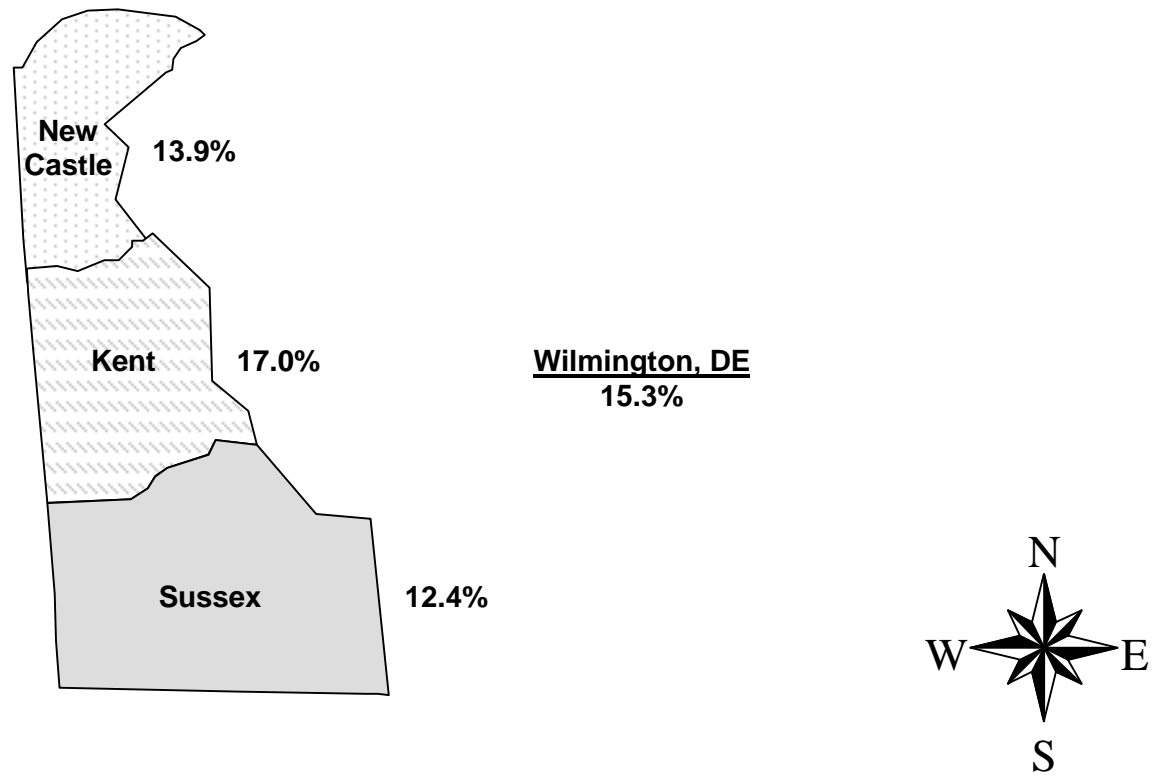 New
Castle
13.9%
Kent
17.0%
Wilmington, DE
15.3%
Sussex
12.4%
N
W
E
S